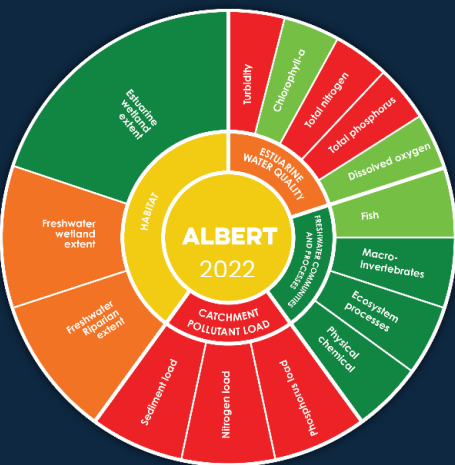 ALBERT
2022
HABITAT
ESTUARINE
WATER QUALITY
FRESHWATER COMMUNITIES
AND PROCESSES
CATCHMENT
POLLUTANT LOAD
Estuarine
wetland
extent
Turbidity
Chlorophyll-a
Total nitrogen
Total phosphorus
Dissolved oxygen
Fish
Macro-
Invertebrates
Ecosystem
processes
Physical
chemical
Phosphorus load
Nitrogen load
Sediment load
Freshwater
Riparian
extent
Freshwater
wetland
extent